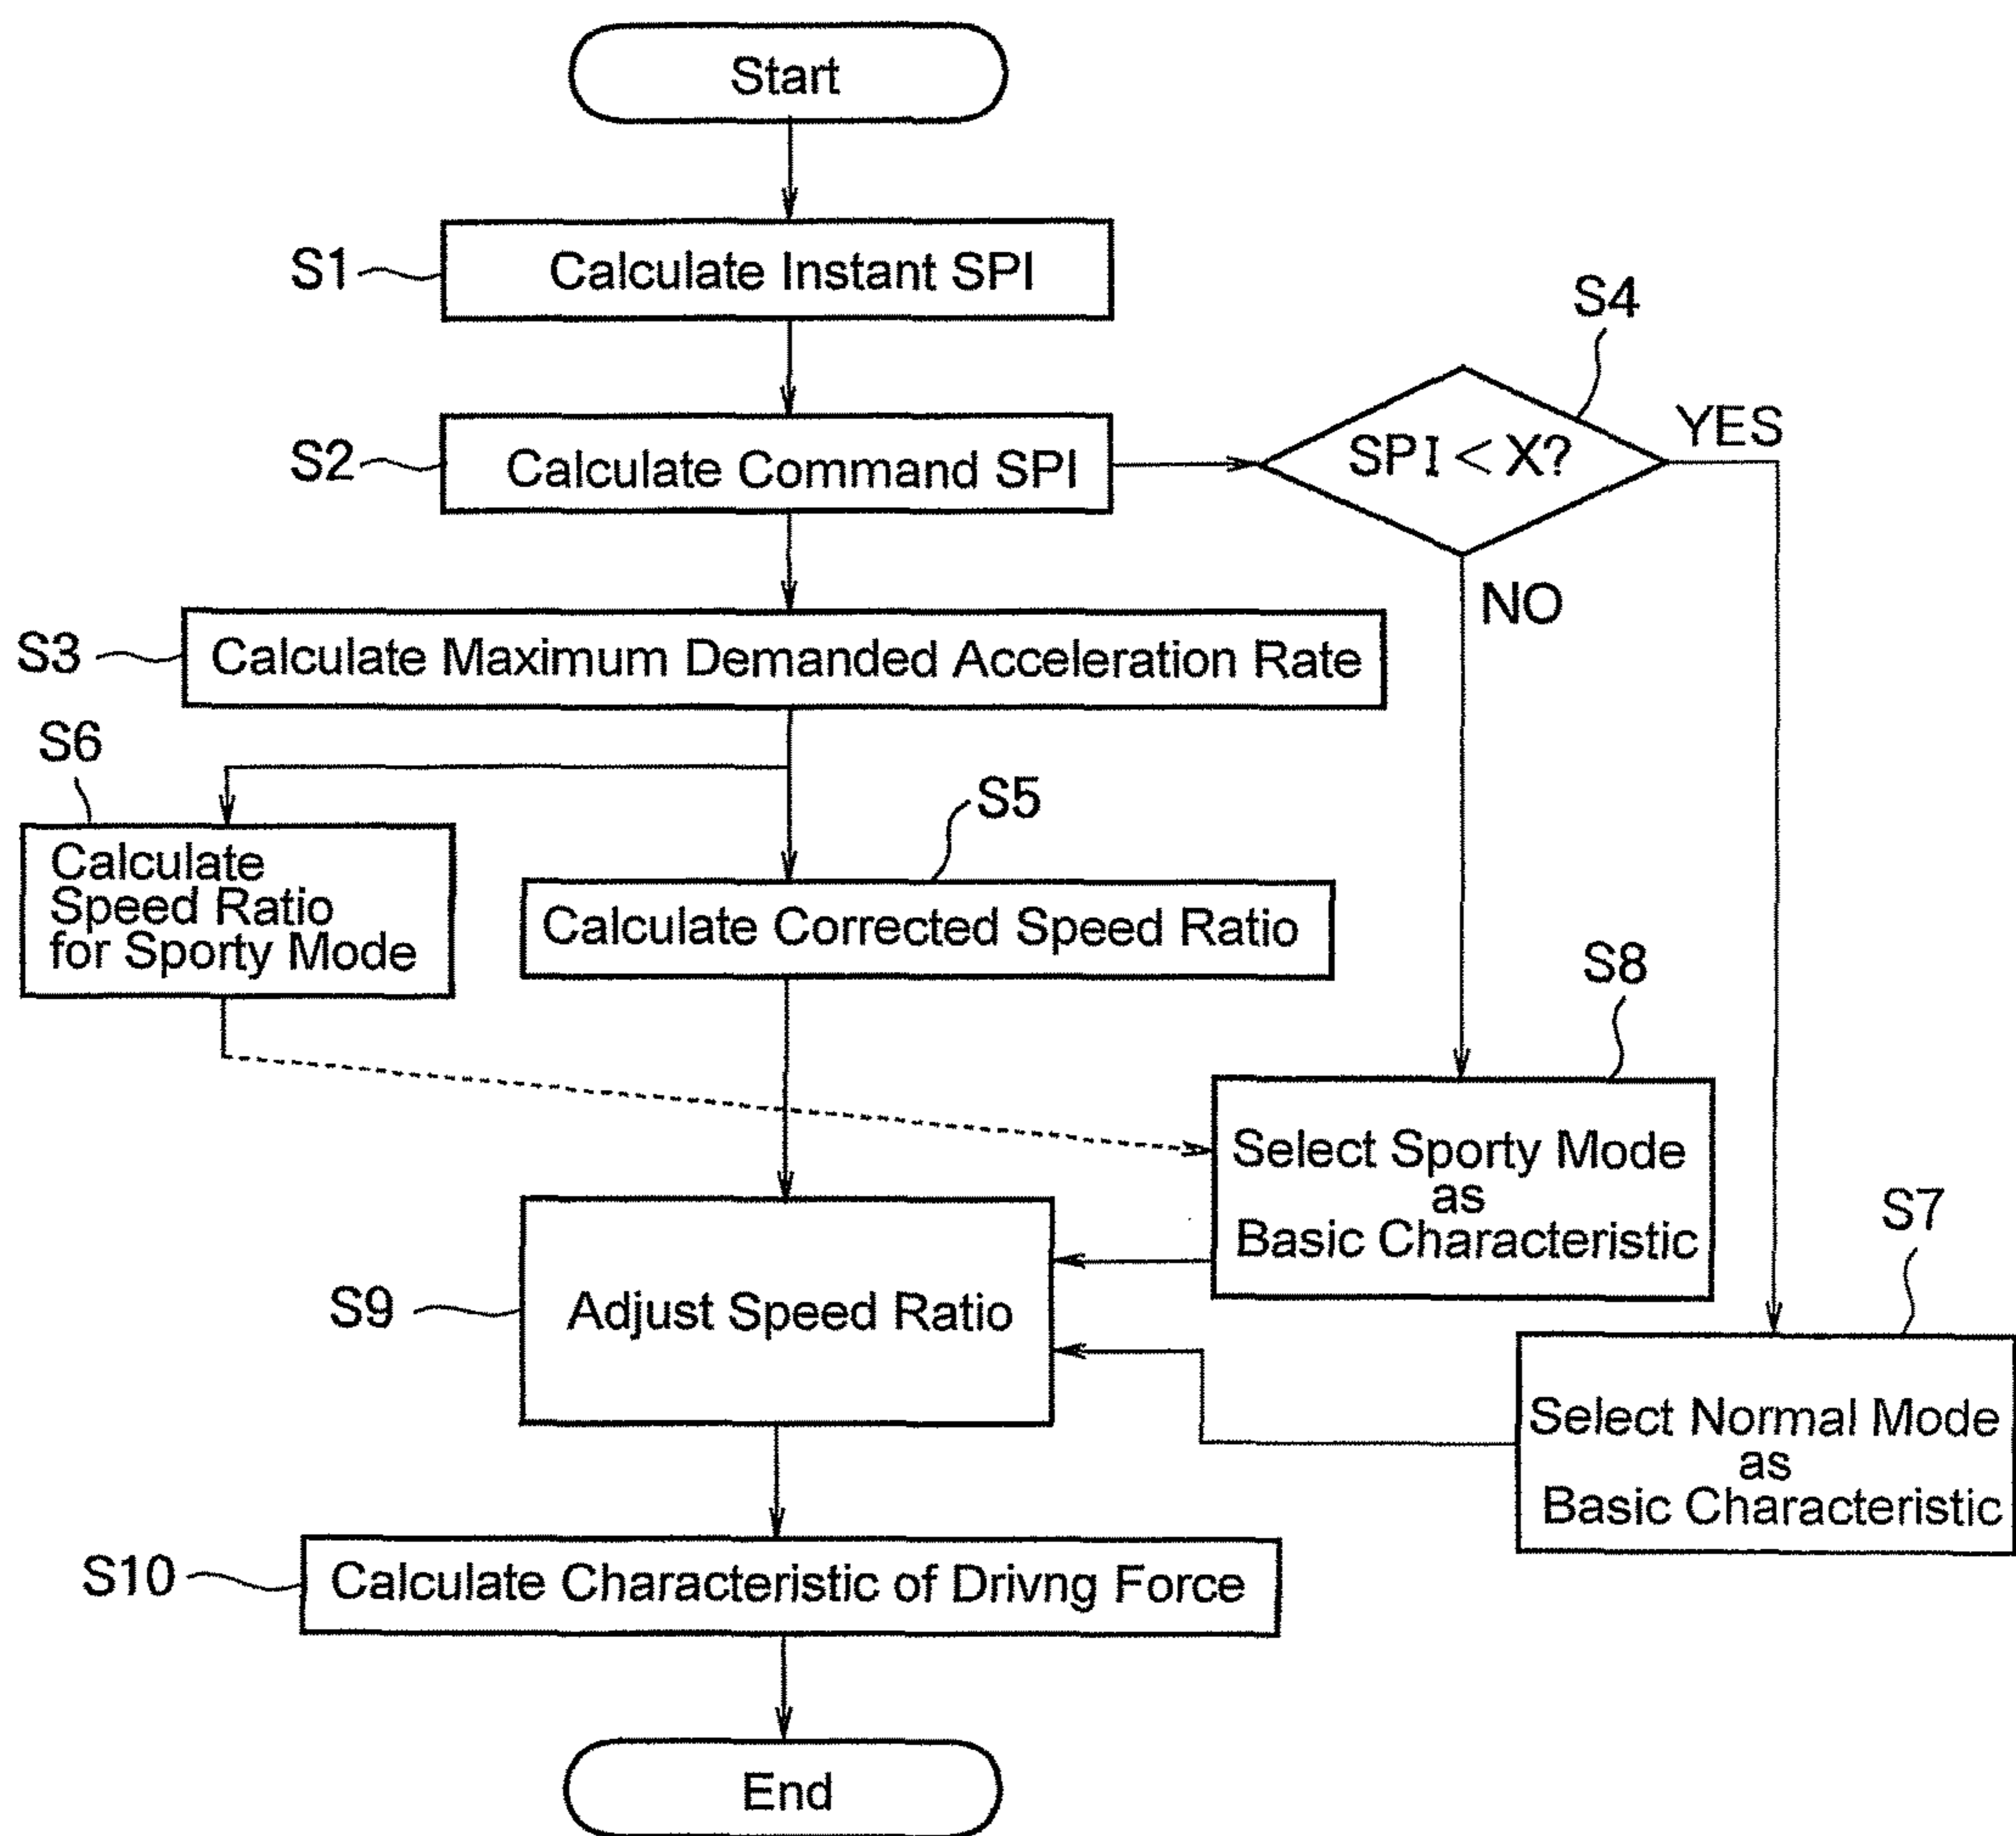 Start
S1
Calculate Instant SPI
S4
S2
Calculate Command SPI
SPI < X?
YES
NO
S3
Calculate Maximum Demanded Acceleration Rate
S6
S5
Calculate
Speed Ratio
for Sporty Mode
Calculate Corrected Speed Ratio
S8
Select Sporty Mode
as
Basic Characteristic
S7
S9
Adjust Speed Ratio
Select Normal Mode
as
Basic Characteristic
S10
Calculate Characteristic of Drivng Force
End